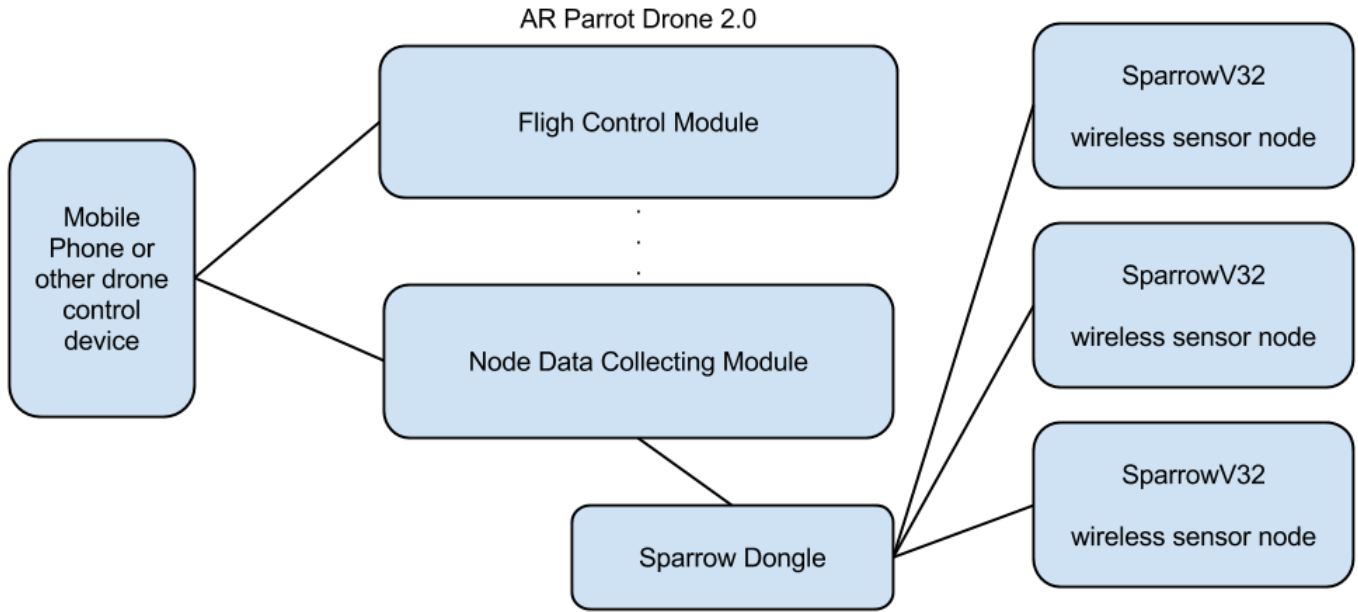 AR Parrot Drone 2.0
Mobile
Phone or
other drone
control
device
Fligh Control Module
.
.
.
Node Data Collecting Module
Sparrow Dongle
SparrowV32
wireless sensor node
SparrowV32
wireless sensor node
SparrowV32
wireless sensor node